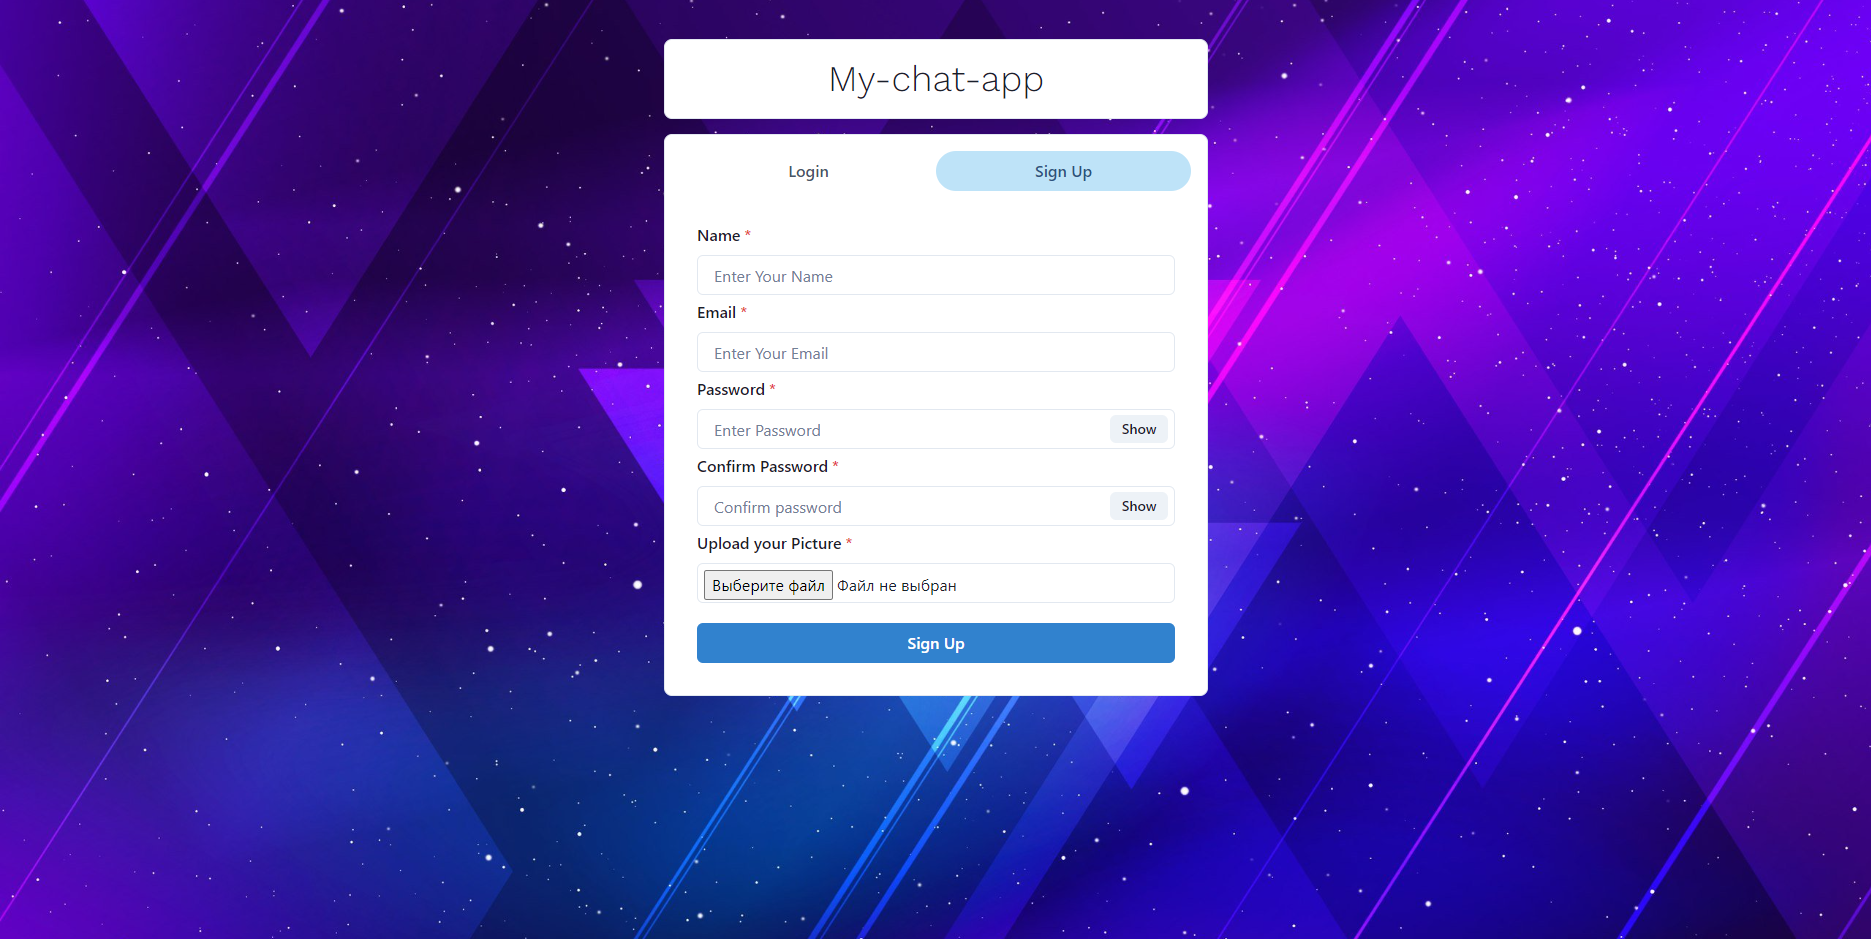 My-chat-app
Login
Sign Up
Name *
Enter Your Name
Email *
Enter Your Email
Password *
Enter Password
Show
Confirm Password *
Confirm password
Show
Upload your Picture *
Выберите файл Файл не выбран
Sign Up